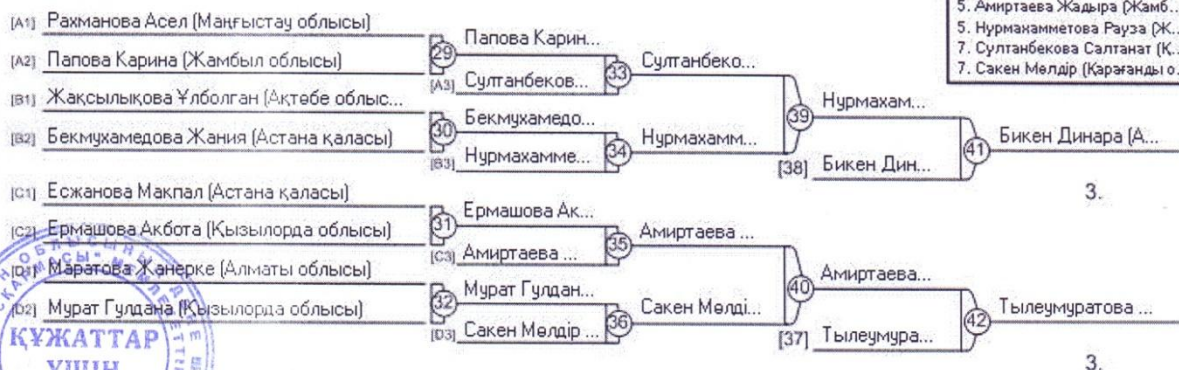 5. Амиртаева Жадыра (Жамб...
5. Нурмахамметова Рауза (Ж...
7. Султанбекова Салтанат (Қ...
7. Сакен Мөлдір (Қарағанды о...
[A1] Рахманова Асел (Маңғыстау облысы)
29
Папова Карин...
[A2] Папова Карина (Жамбыл облысы)
[A3] Султанбеков...
33
Султанбеко...
[B1] Жақсылықова Ұлболган (Ақтөбе облыс...
30
Бекмухамедо...
[B2] Бекмухамедова Жания (Астана қаласы)
[B3] Нурмахамме...
34
Нурмахамм...
39
Нурмахам...
[38] Бикен Дин...
41
Бикен Динара (А...
3.
[C1] Есжанова Макпал (Астана қаласы)
31
Ермашова Ак...
[C2] Ермашова Акбота (Қызылорда облысы)
[C3] Амиртаева ...
35
Амиртаева ...
[D1] Маратова Жанерке (Алматы облысы)
32
Мурат Гулдан...
[D2] Мурат Гулдана (Қызылорда облысы)
[D3] Сакен Мөлдір ...
36
Сакен Мөлді...
40
Амиртаева...
[37] Тылеумура...
42
Тылеумуратова ...
3.
ҚҰЖАТТАР
ҮШІН